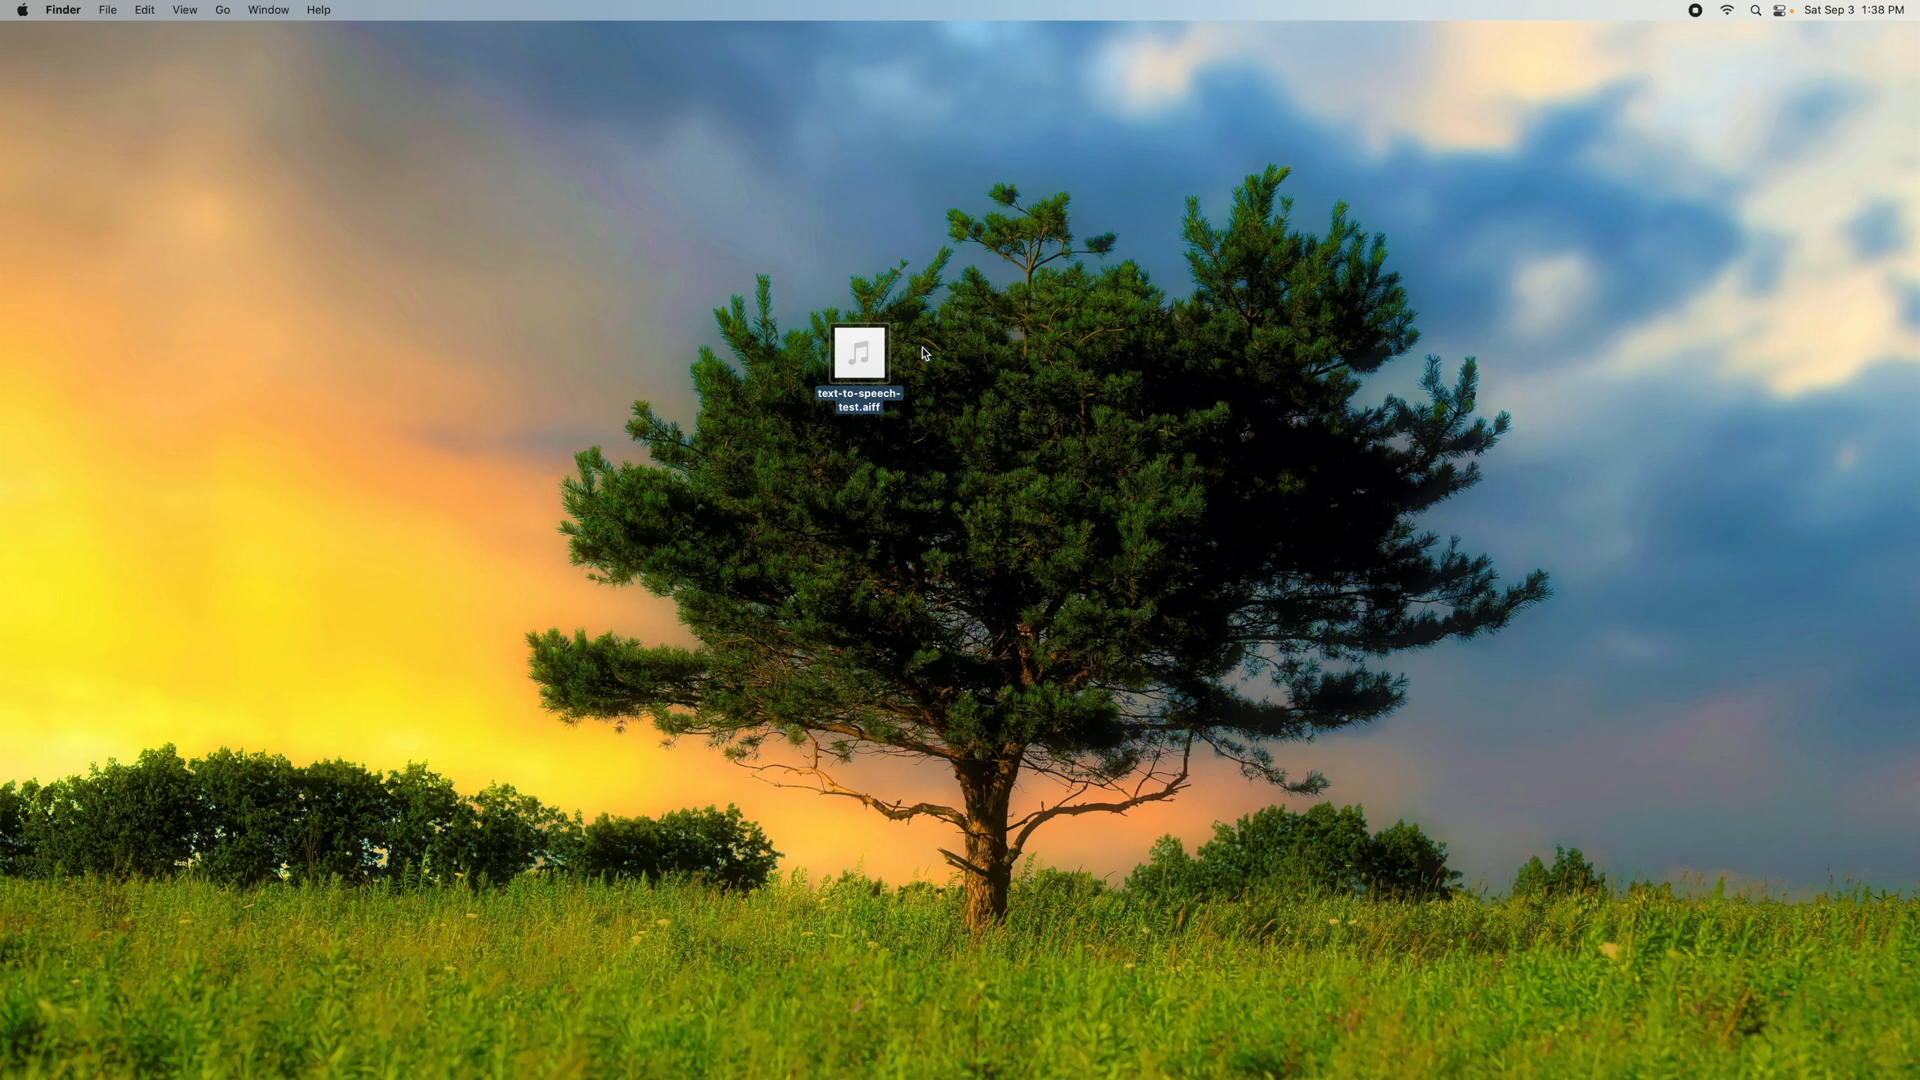 Finder File Edit View Go Window Help Sat Sep 3 1:38 PM
text-to-speech-
test.aiff